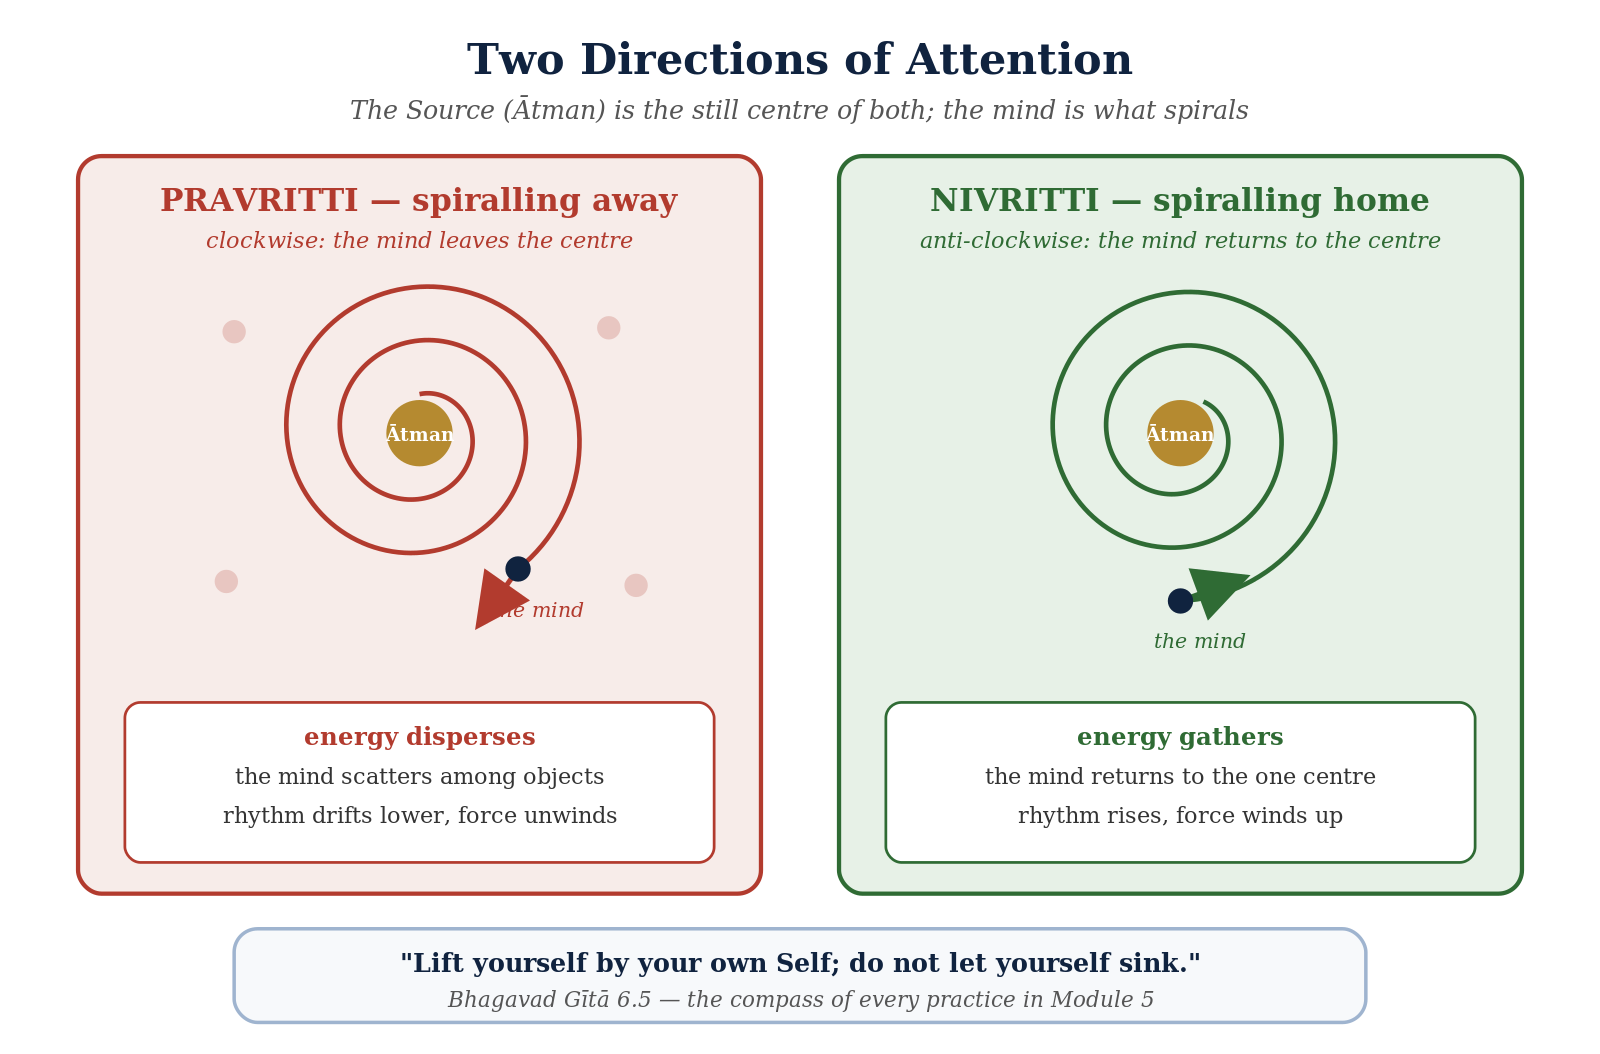 Two Directions of Attention
The Source (Ātman) is the still centre of both; the mind is what spirals
PRAVRITTI — spiralling away
clockwise: the mind leaves the centre
Ātman
mind
energy disperses
the mind scatters among objects
rhythm drifts lower, force unwinds
NIVRITTI — spiralling home
anti-clockwise: the mind returns to the centre
Ātman
the mind
energy gathers
the mind returns to the one centre
rhythm rises, force winds up
"Lift yourself by your own Self; do not let yourself sink."
Bhagavad Gītā 6.5 — the compass of every practice in Module 5